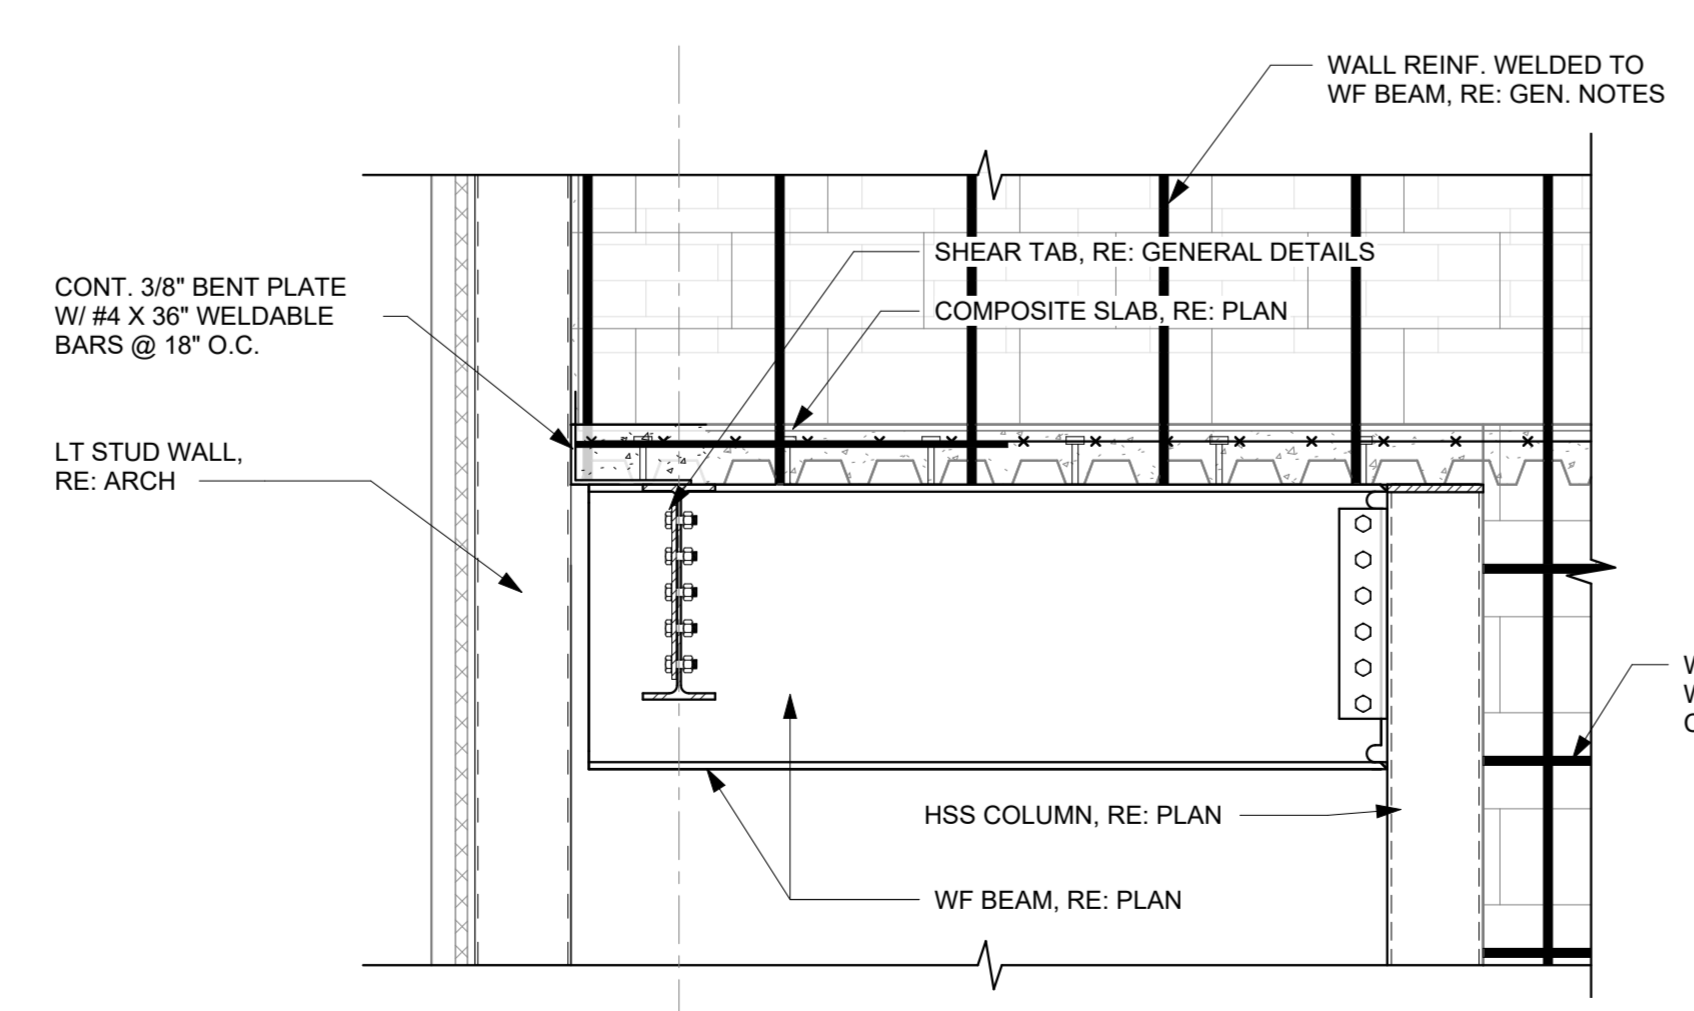 WALL REINF. WELDED TO
WF BEAM, RE: GEN. NOTES
SHEAR TAB, RE: GENERAL DETAILS
CONT. 3/8" BENT PLATE
W/ #4 X 36" WELDABLE
BARS @ 18" O.C.
COMPOSITE SLAB, RE: PLAN
LT STUD WALL,
RE: ARCH
HSS COLUMN, RE: PLAN
WF BEAM, RE: PLAN